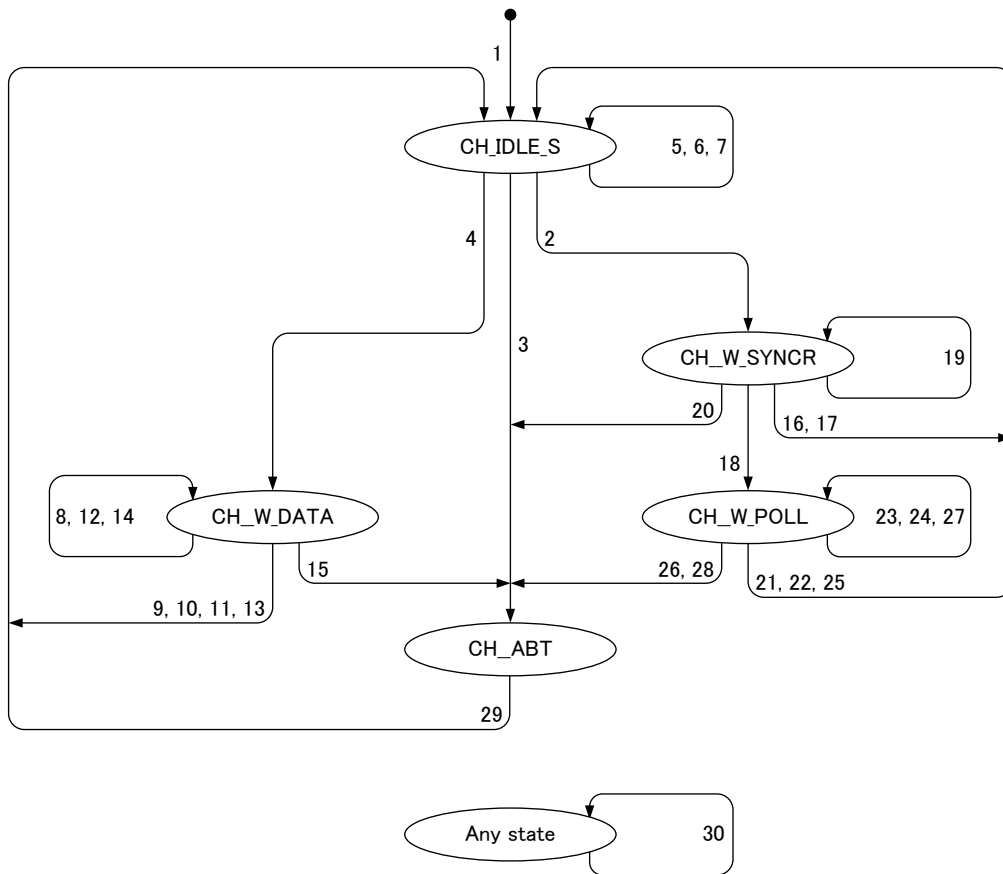 1
CH_IDLE_S
5, 6, 7
4
2
3
CH_W_SYNCR
19
20
16, 17
18
8, 12, 14
CH_W_DATA
CH_W_POLL
23, 24, 27
15
26, 28
21, 22, 25
9, 10, 11, 13
CH_ABT
29
Any state
30